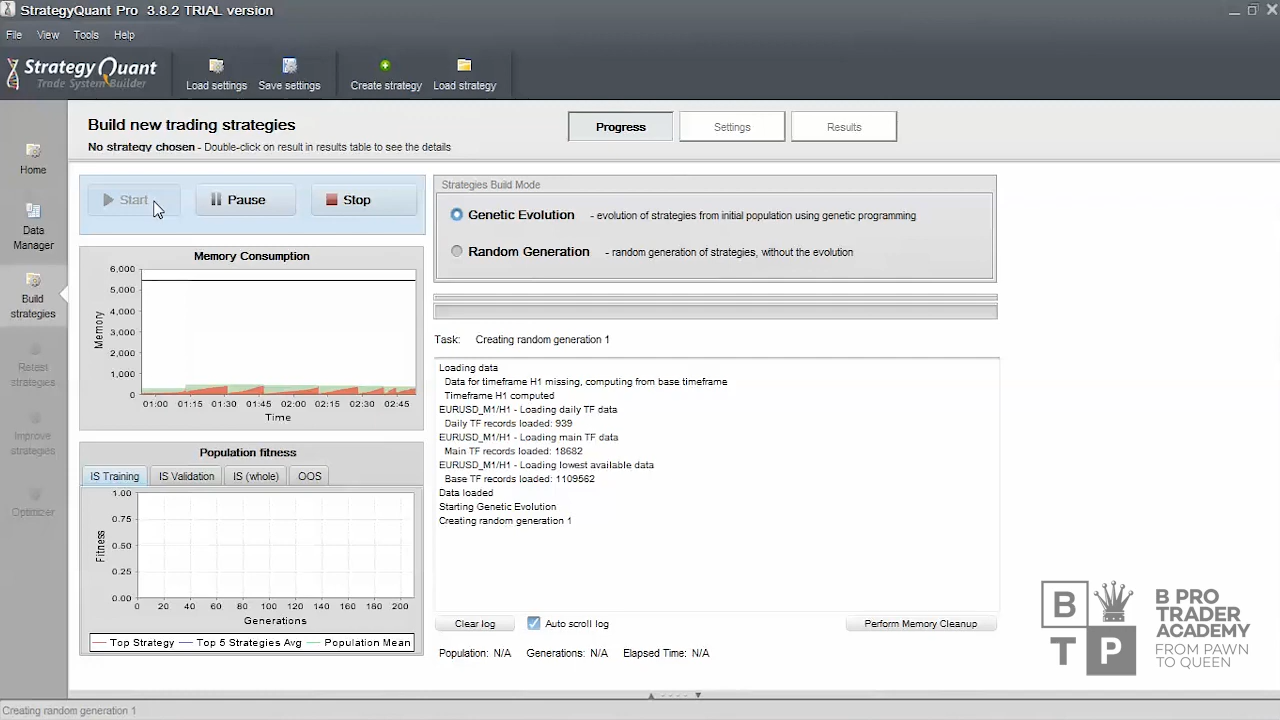 StrategyQuant Pro 3.8.2 TRIAL version
File View Tools Help
StrategyQuant
Trade System Builder
Load settings Save settings Create strategy Load strategy
Build new trading strategies
No strategy chosen - Double-click on result in results table to see the details
Progress Settings Results
Home
Data
Manager
Build
strategies
Retest
strategies
Improve
strategies
Optimizer
Start Pause Stop
Memory Consumption
6,000
5,000
4,000
3,000
2,000
1,000
0
Memory
01:00 01:15 01:30 01:45 02:00 02:15 02:30 02:45
Time
Population fitness
IS Training IS Validation IS (whole) OOS
1.00
0.75
0.50
0.25
0.00
Fitness
0 20 40 60 80 100 120 140 160 180 200
Generations
Top Strategy Top 5 Strategies Avg Population Mean
Strategies Build Mode
Genetic Evolution - evolution of strategies from initial population using genetic programming
Random Generation - random generation of strategies, without the evolution
Task: Creating random generation 1
Loading data
Data for timeframe H1 missing, computing from base timeframe
Timeframe H1 computed
EURUSD_M1/H1 - Loading daily TF data
Daily TF records loaded: 939
EURUSD_M1/H1 - Loading main TF data
Main TF records loaded: 18682
EURUSD_M1/H1 - Loading lowest available data
Base TF records loaded: 1109562
Data loaded
Starting Genetic Evolution
Creating random generation 1
Clear log Auto scroll log Perform Memory Cleanup
Population: N/A Generations: N/A Elapsed Time: N/A
B
T P
B PRO
TRADER
ACADEMY
FROM PAWN
TO QUEEN
Creating random generation 1